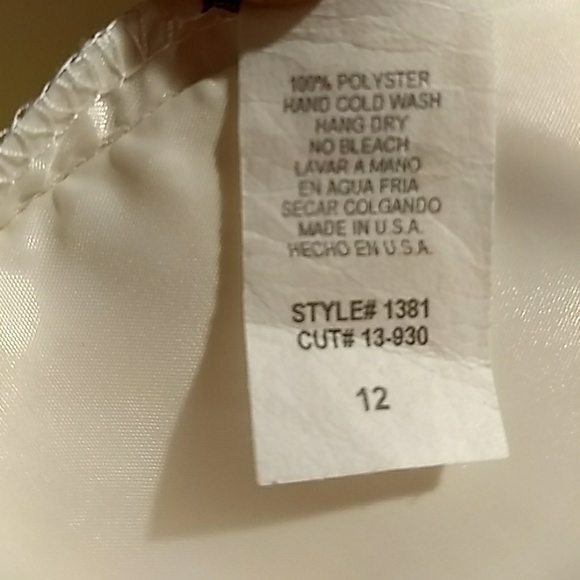 100% POLYSTER
HAND COLD WASH
HANG DRY
NO BLEACH
LAVAR A MANO
EN AGUA FRIA
SECAR COLGANDO
MADE IN U.S.A.
HECHO EN U.S.A.
STYLE# 1381
CUT# 13-930
12